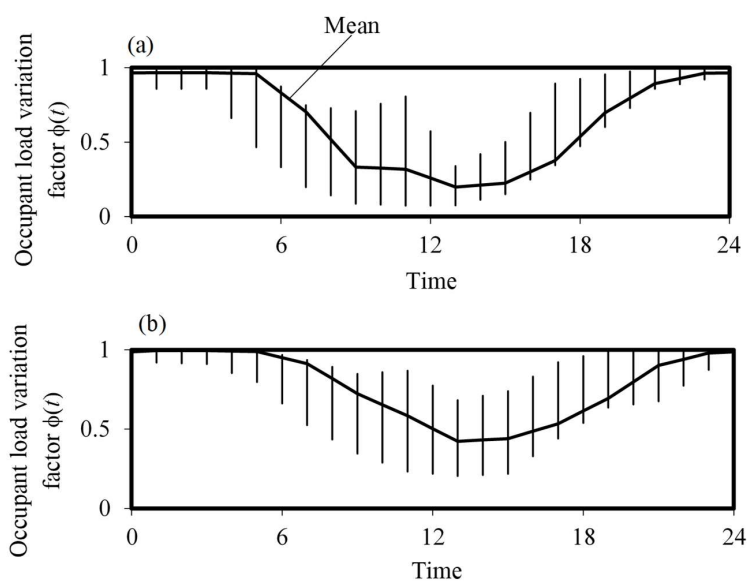 Mean
(a)
Occupant load variation
factor ϕ(t)
1
0.5
0
0 6 12 18 24
Time
(b)
Occupant load variation
factor ϕ(t)
1
0.5
0
0 6 12 18 24
Time